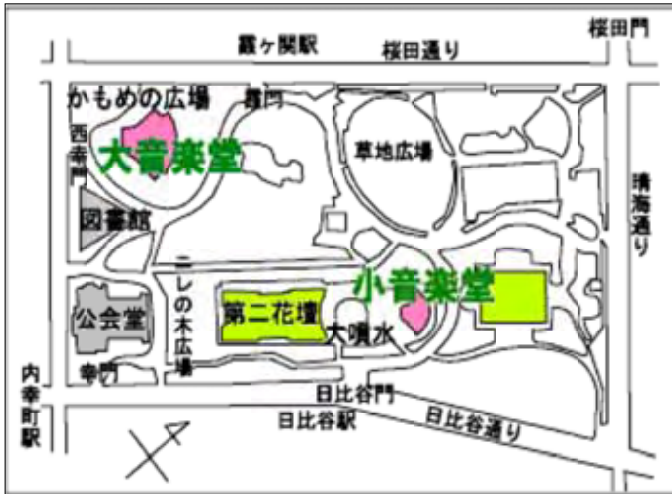 桜田門
霞ヶ関駅
桜田通り
かもめの広場
霞門
西幸門
大音楽堂
草地広場
晴海通り
図書館
ニレの木広場
小音楽堂
公会堂
第二花壇
大噴水
幸門
内幸町駅
日比谷門
日比谷駅
日比谷通り